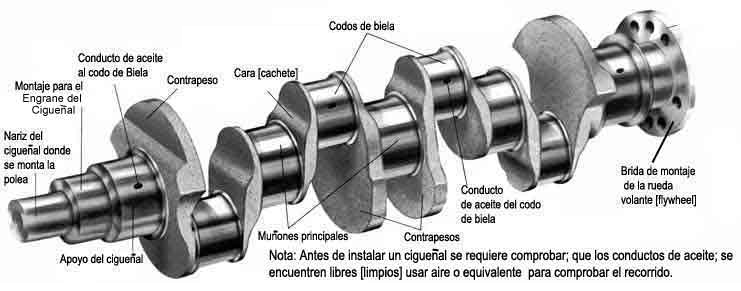 Codos de biela
Conducto de aceite
al codo de Biela
Contrapeso
Cara [cachete]
Montaje para el
Engrane del
Cigueñal
Nariz del
cigueñal donde
se monta la
polea
Apoyo del cigueñal
Muñones principales
Contrapesos
Conducto
de aceite del codo
de biela
Brida de montaje
de la rueda
volante [flywheel]
Nota: Antes de instalar un cigueñal se requiere comprobar; que los conductos de aceite; se
encuentren libres [limpios] usar aire o equivalente para comprobar el recorrido.